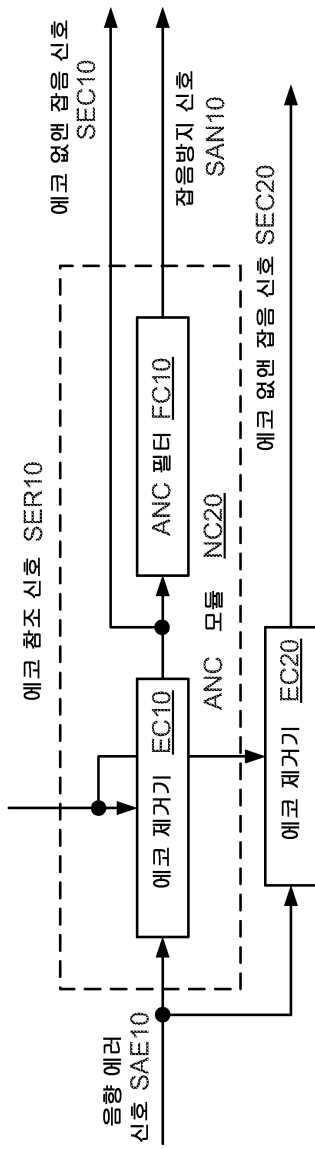 음향 에러
신호 SAE10
에코 참조 신호 SER10
에코 제거기 EC10
ANC 필터 FC10
ANC 모듈 NC20
에코 제거기 EC20
에코 없앤 잡음 신호
SEC10
잡음방지 신호
SAN10
에코 없앤 잡음 신호 SEC20